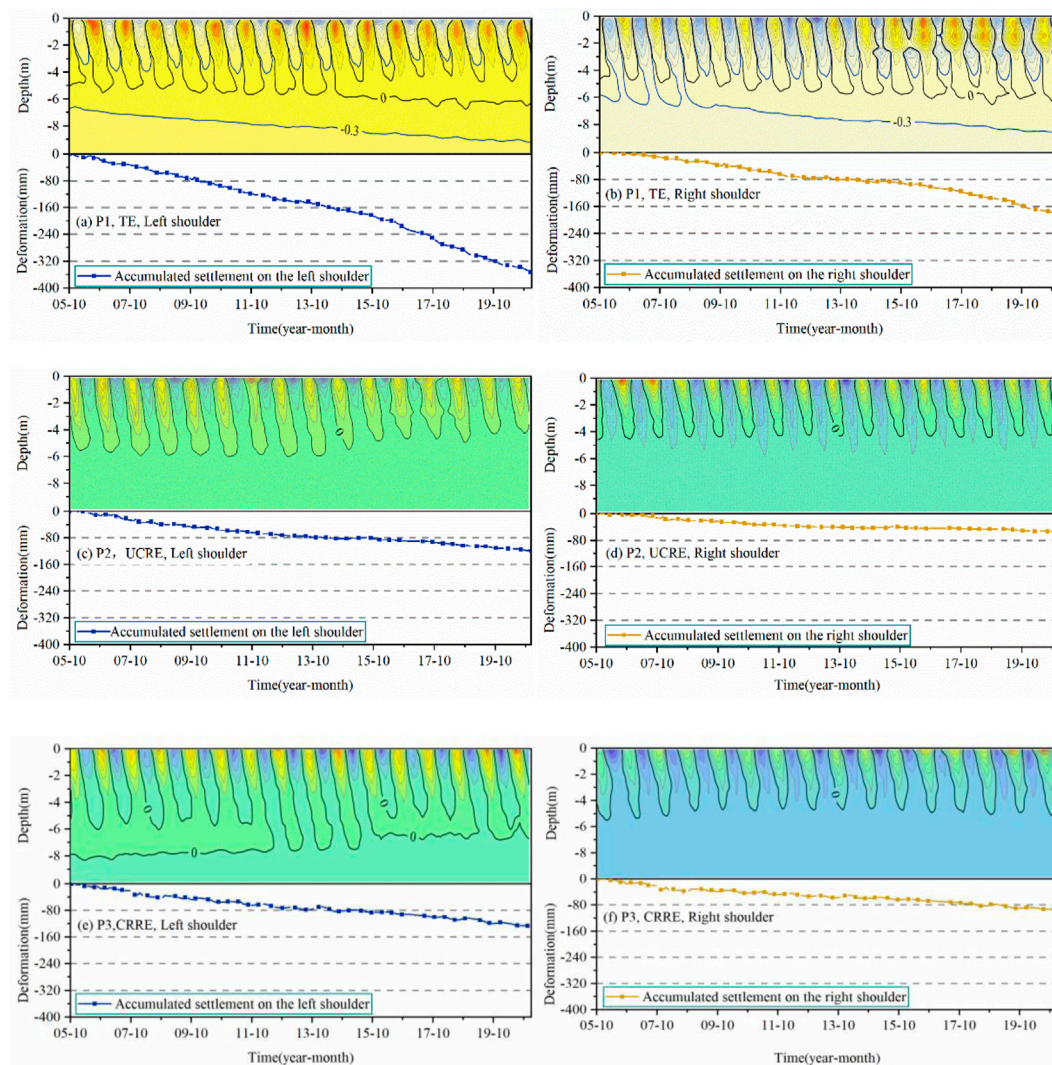 0
-2
-4
-6
-8
Depth(m)
0
-0.3
0
-80
-160
-240
-320
-400
Deformation(mm)
(a) P1, TE, Left shoulder
Accumulated settlement on the left shoulder
05-10 07-10 09-10 11-10 13-10 15-10 17-10 19-10
Time(year-month)
0
-2
-4
-6
-8
Depth(m)
0
-0.3
0
-80
-160
-240
-320
-400
Deformation(mm)
(b) P1, TE, Right shoulder
Accumulated settlement on the right shoulder
05-10 07-10 09-10 11-10 13-10 15-10 17-10 19-10
Time(year-month)
0
-2
-4
-6
-8
Depth(m)
0
0
-80
-160
-240
-320
-400
Deformation(mm)
(c) P2, UCRE, Left shoulder
Accumulated settlement on the left shoulder
05-10 07-10 09-10 11-10 13-10 15-10 17-10 19-10
Time(year-month)
0
-2
-4
-6
-8
Depth(m)
0
0
-80
-160
-240
-320
-400
Deformation(mm)
(d) P2, UCRE, Right shoulder
Accumulated settlement on the right shoulder
05-10 07-10 09-10 11-10 13-10 15-10 17-10 19-10
Time(year-month)
0
-2
-4
-6
-8
Depth(m)
0
0
0
0
0
-80
-160
-240
-320
-400
Deformation(mm)
(e) P3,CRRE, Left shoulder
Accumulated settlement on the left shoulder
05-10 07-10 09-10 11-10 13-10 15-10 17-10 19-10
Time(year-month)
0
-2
-4
-6
-8
Depth(m)
0
0
-80
-160
-240
-320
-400
Deformation(mm)
(f) P3, CRRE, Right shoulder
Accumulated settlement on the right shoulder
05-10 07-10 09-10 11-10 13-10 15-10 17-10 19-10
Time(year-month)